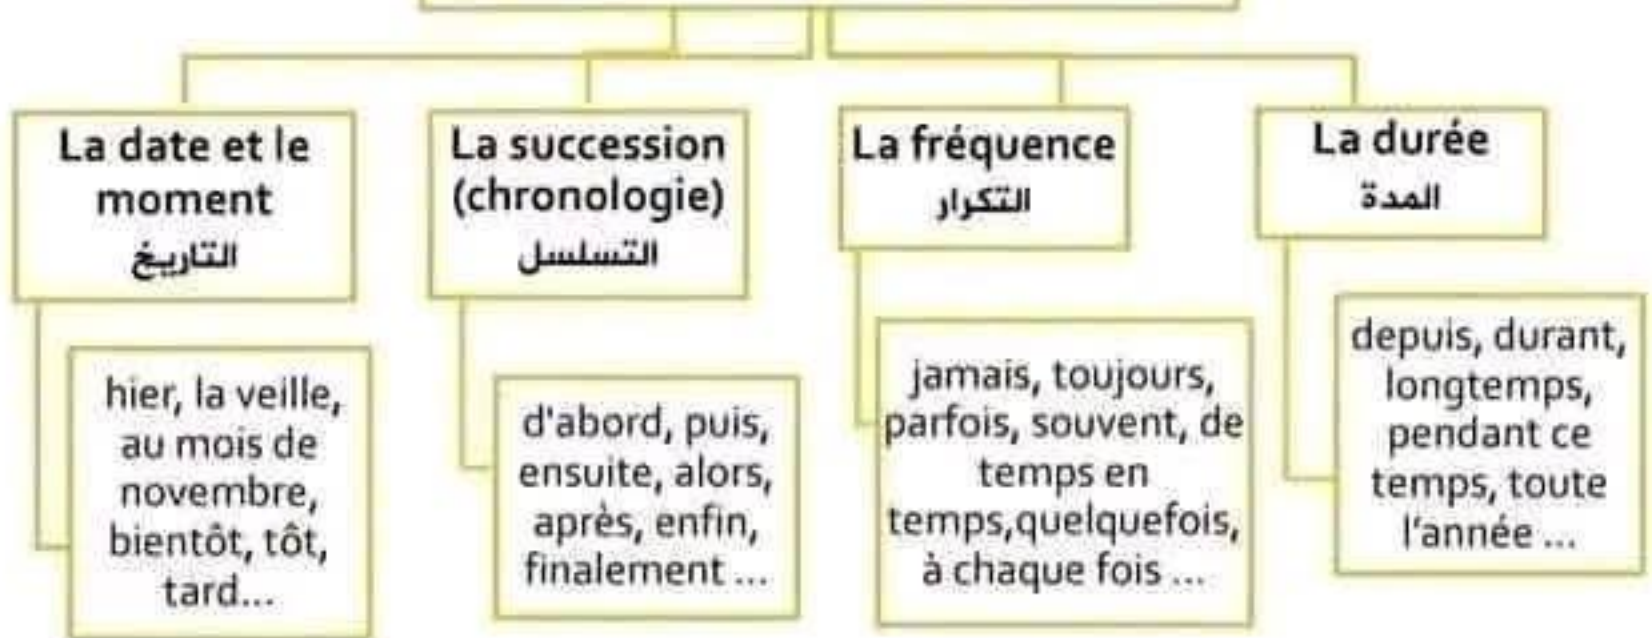 La date et le
moment
التاريخ
La succession
(chronologie)
التسلسل
La fréquence
التكرار
La durée
المدة
hier, la veille,
au mois de
novembre,
bientôt, tôt,
tard...
d'abord, puis,
ensuite, alors,
après, enfin,
finalement ...
jamais, toujours,
parfois, souvent, de
temps en
temps,quelquefois,
à chaque fois ...
depuis, durant,
longtemps,
pendant ce
temps, toute
l'année ...